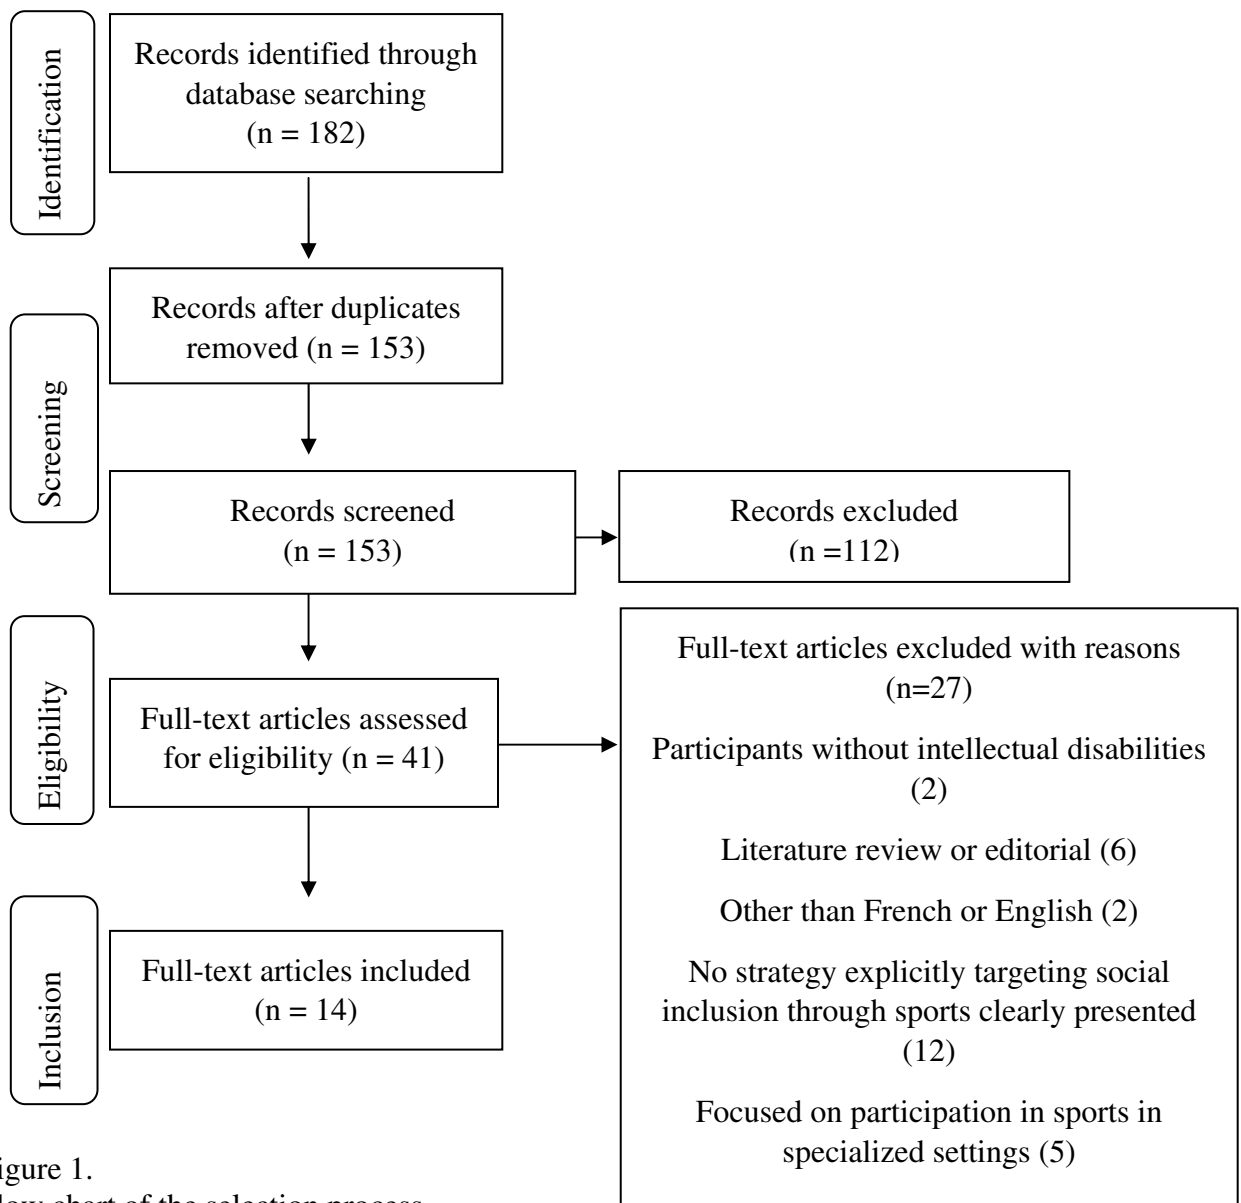 Identification
Records identified through
database searching
(n = 182)
Records after duplicates
removed (n = 153)
Screening
Records screened
(n = 153)
Records excluded
(n =112)
Eligibility
Full-text articles assessed
for eligibility (n = 41)
Full-text articles excluded with reasons
(n=27)
Participants without intellectual disabilities
(2)
Literature review or editorial (6)
Other than French or English (2)
No strategy explicitly targeting social
inclusion through sports clearly presented
(12)
Focused on participation in sports in
specialized settings (5)
Inclusion
Full-text articles included
(n = 14)
igure 1.
low chart of the selection process